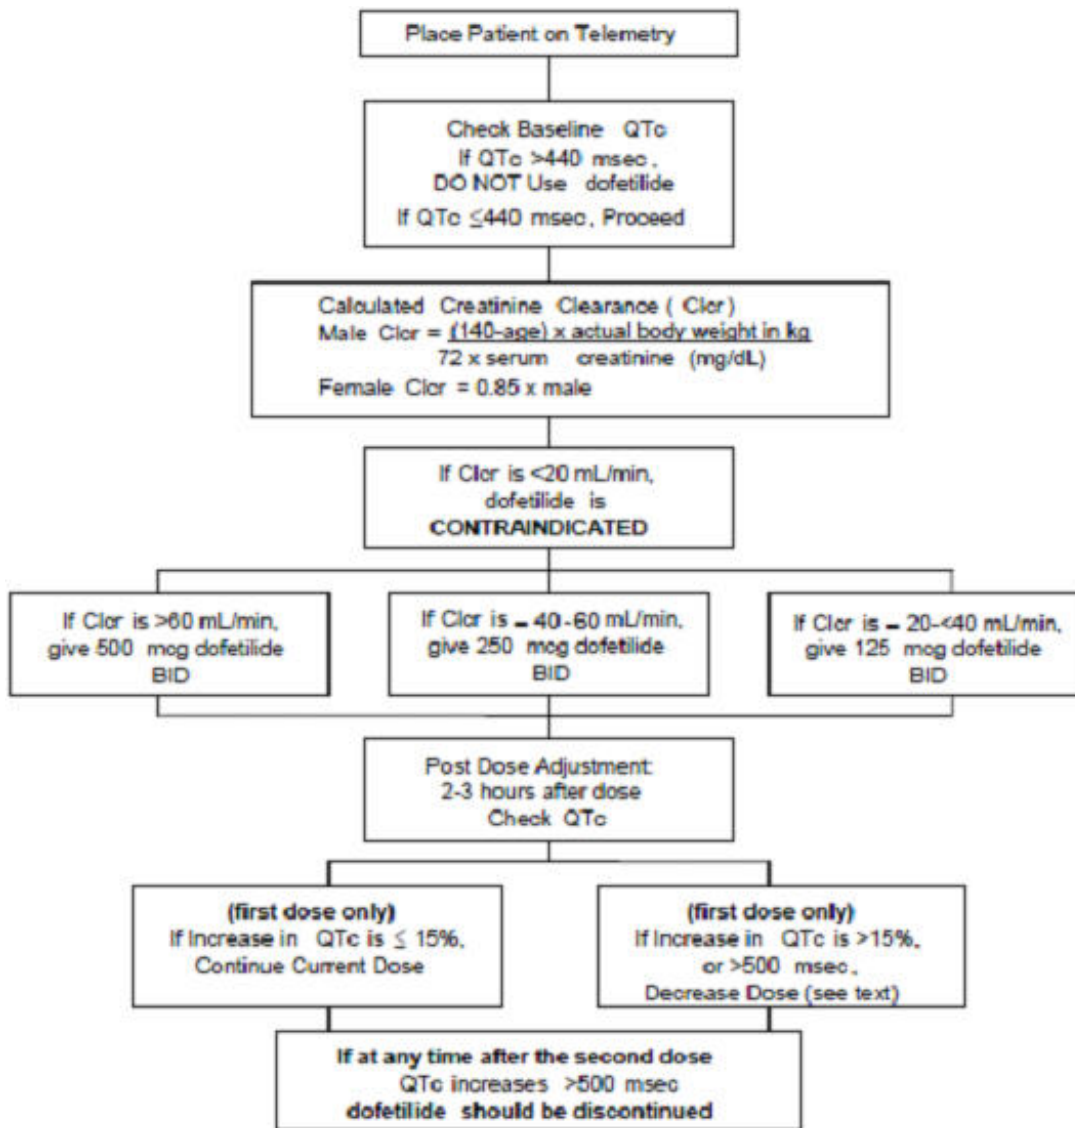 Place Patient on Telemetry
Check Baseline QTc
If QTc >440 msec,
DO NOT Use dofetilide
If QTc ≤440 msec, Proceed
Calculated Creatinine Clearance ( Clcr)
Male Clcr = (140-age) x actual body weight in kg
72 x serum creatinine (mg/dL)
Female Clcr = 0.85 x male
If Clcr is <20 mL/min,
dofetilide is
CONTRAINDICATED
If Clcr is >60 mL/min,
give 500 mcg dofetilide
BID
If Clcr is – 40-60 mL/min,
give 250 mcg dofetilide
BID
If Clcr is – 20-<40 mL/min,
give 125 mcg dofetilide
BID
Post Dose Adjustment:
2-3 hours after dose
Check QTc
(first dose only)
If Increase in QTc is ≤ 15%,
Continue Current Dose
(first dose only)
If Increase in QTc is >15%,
or >500 msec,
Decrease Dose (see text)
If at any time after the second dose
QTc increases >500 msec
dofetilide should be discontinued